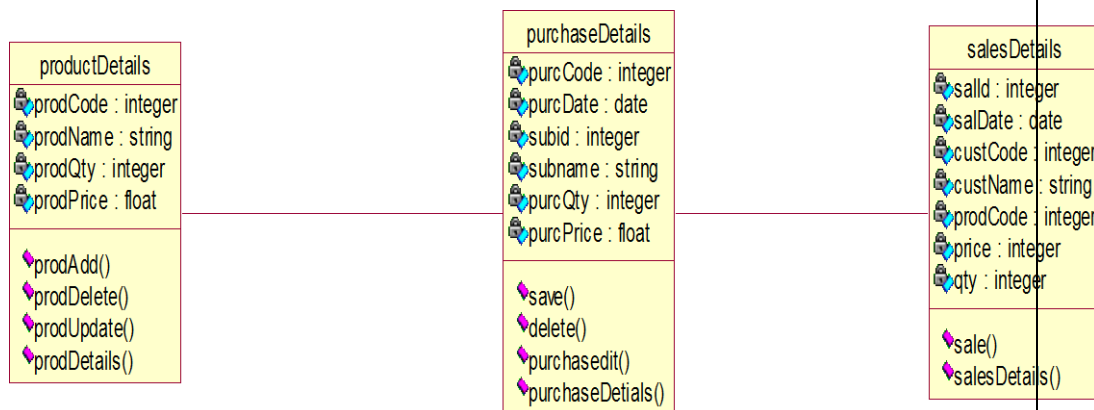 productDetails
prodCode : integer
prodName : string
prodQty : integer
prodPrice : float
prodAdd()
prodDelete()
prodUpdate()
prodDetails()
purchaseDetails
purcCode : integer
purcDate : date
subid : integer
subname : string
purcQty : integer
purcPrice : float
save()
delete()
purchasedit()
purchaseDetials()
salesDetails
salId : integer
salDate : date
custCode : integer
custName : string
prodCode : integer
price : integer
qty : integer
sale()
salesDetails()